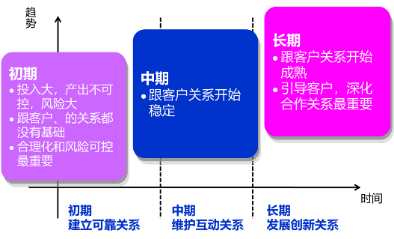 趋
势
初期
•投入大，产出不可
控，风险大
•跟客户、的关系都
没有基础
•合理化和风险可控
最重要
中期
•跟客户关系开始
稳定
长期
•跟客户关系开始
成熟
•引导客户，深化
合作关系最重要
时间
初期
建立可靠关系
中期
维护互动关系
长期
发展创新关系